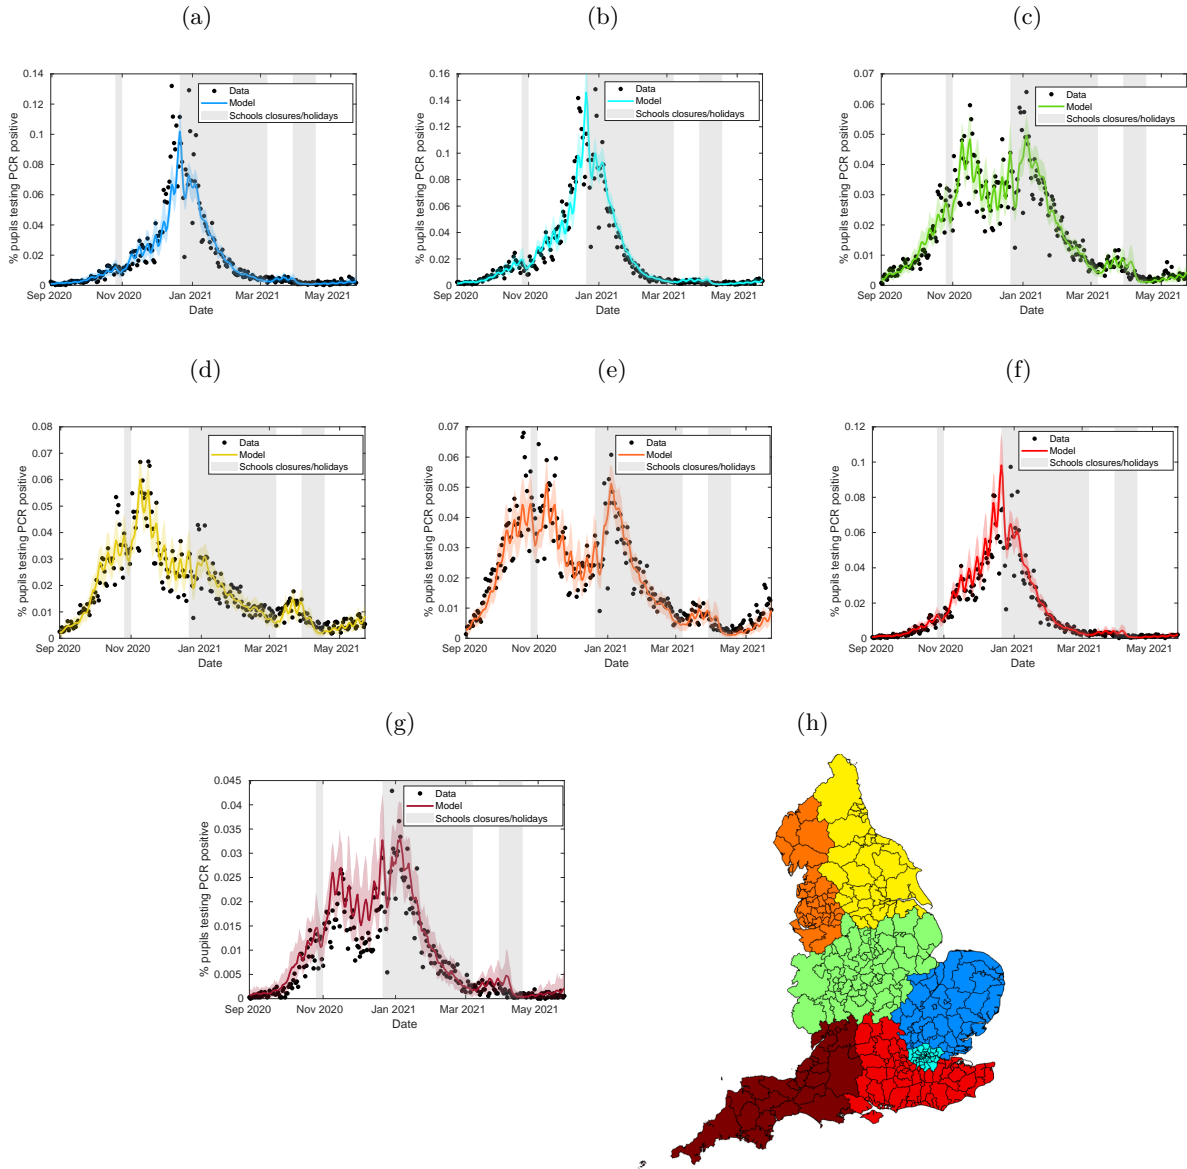 (a)
(b)
(c)
0.14
0.12
0.1
0.08
0.06
0.04
0.02
0
% pupils testing PCR positive
Data
Model
Schools closures/holidays
Sep 2020 Nov 2020 Jan 2021 Mar 2021 May 2021
Date
0.16
0.14
0.12
0.1
0.08
0.06
0.04
0.02
0
% pupils testing PCR positive
Data
Model
Schools closures/holidays
Sep 2020 Nov 2020 Jan 2021 Mar 2021 May 2021
Date
0.07
0.06
0.05
0.04
0.03
0.02
0.01
0
% pupils testing PCR positive
Data
Model
Schools closures/holidays
Sep 2020 Nov 2020 Jan 2021 Mar 2021 May 2021
Date
(d)
(e)
(f)
0.08
0.07
0.06
0.05
0.04
0.03
0.02
0.01
0
% pupils testing PCR positive
Data
Model
Schools closures/holidays
Sep 2020 Nov 2020 Jan 2021 Mar 2021 May 2021
Date
0.07
0.06
0.05
0.04
0.03
0.02
0.01
0
% pupils testing PCR positive
Data
Model
Schools closures/holidays
Sep 2020 Nov 2020 Jan 2021 Mar 2021 May 2021
Date
0.12
0.1
0.08
0.06
0.04
0.02
0
% pupils testing PCR positive
Data
Model
Schools closures/holidays
Sep 2020 Nov 2020 Jan 2021 Mar 2021 May 2021
Date
(g)
(h)
0.045
0.04
0.035
0.03
0.025
0.02
0.015
0.01
0.005
0
% pupils testing PCR positive
Data
Model
Schools closures/holidays
Sep 2020 Nov 2020 Jan 2021 Mar 2021 May 2021
Date